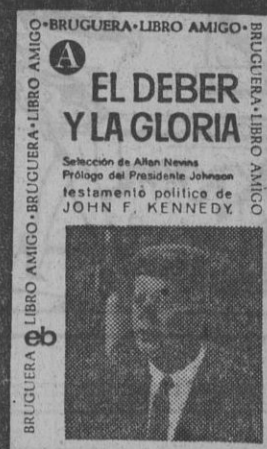 BRUGUERA•LIBRO AMIGO•BRUGUERA•LIBRO AMIGO•BRUGUERA•LIBRO AMIGO•
BRUGUERA•LIBRO AMIGO
A
EL DEBER
Y LA GLORIA
Selección de Allan Nevins
Prólogo del Presidente Johnson
testamento político de
JOHN F. KENNEDY
eb